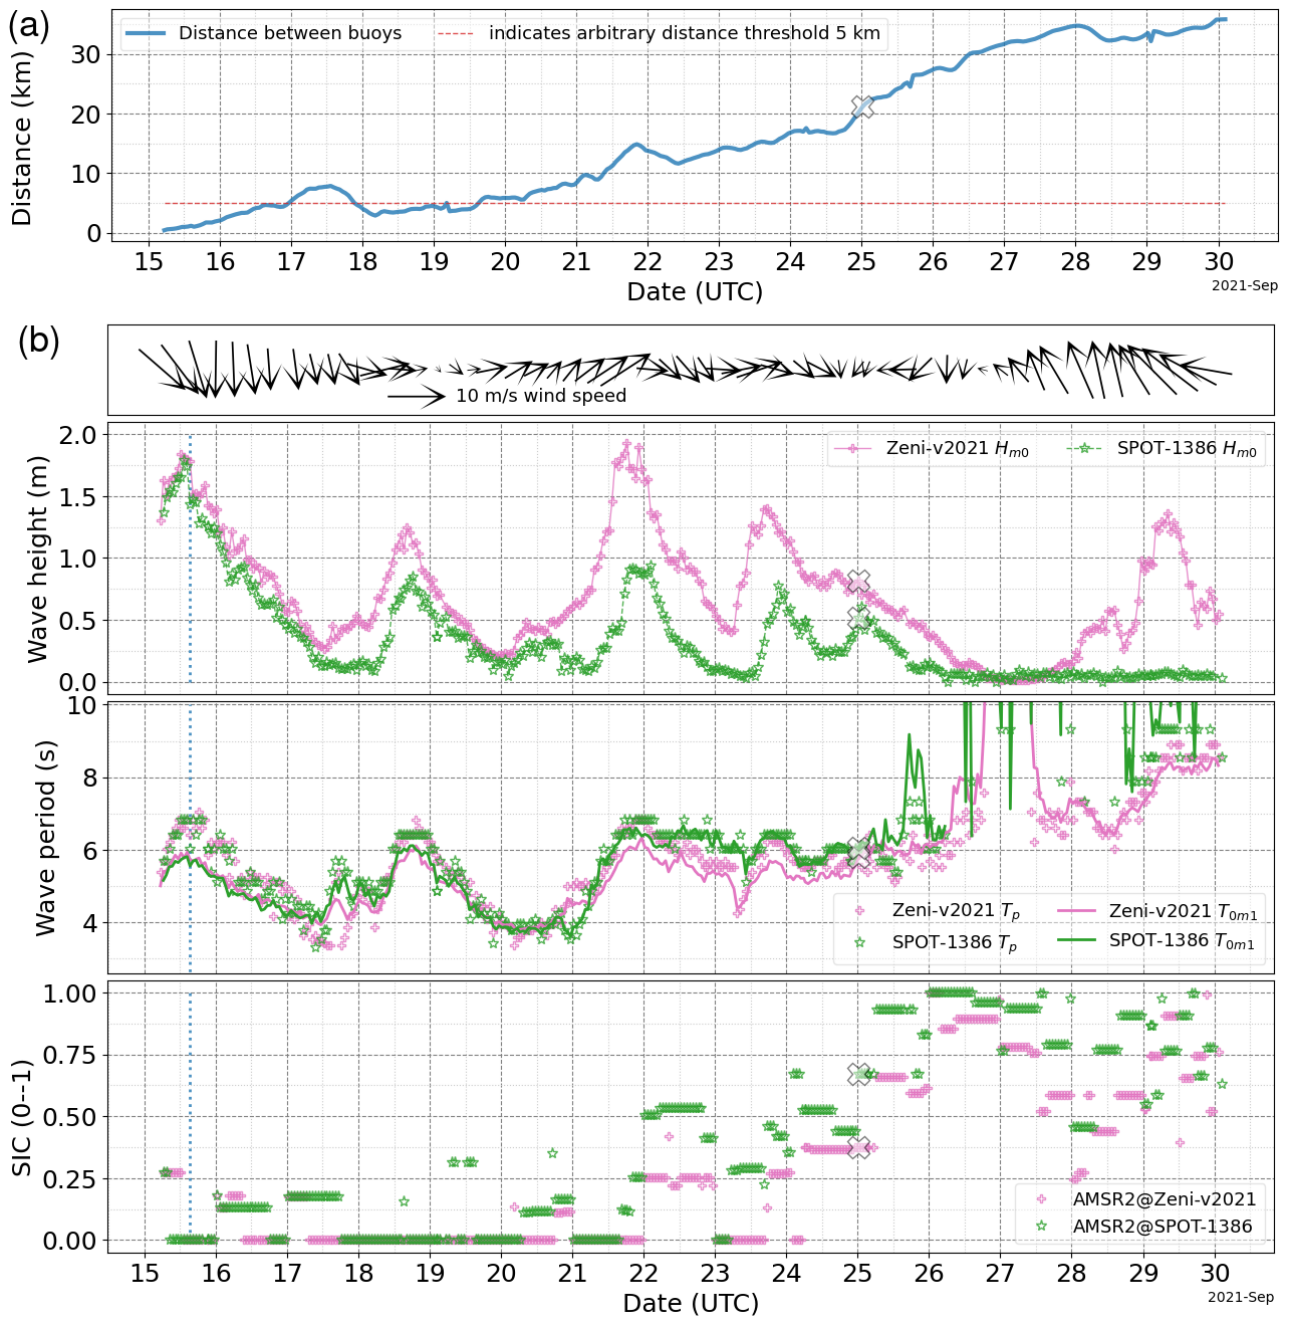 (a)
Distance between buoys
indicates arbitrary distance threshold 5 km
Distance (km)
30
20
10
0
15 16 17 18 19 20 21 22 23 24 25 26 27 28 29 30
Date (UTC)
2021-Sep
(b)
10 m/s wind speed
Wave height (m)
2.0
1.5
1.0
0.5
0.0
Zeni-v2021 Hm0
SPOT-1386 Hm0
Wave period (s)
10
8
6
4
Zeni-v2021 Tp
SPOT-1386 Tp
Zeni-v2021 T0m1
SPOT-1386 T0m1
SIC (0--1)
1.00
0.75
0.50
0.25
0.00
AMSR2@Zeni-v2021
AMSR2@SPOT-1386
15 16 17 18 19 20 21 22 23 24 25 26 27 28 29 30
Date (UTC)
2021-Sep